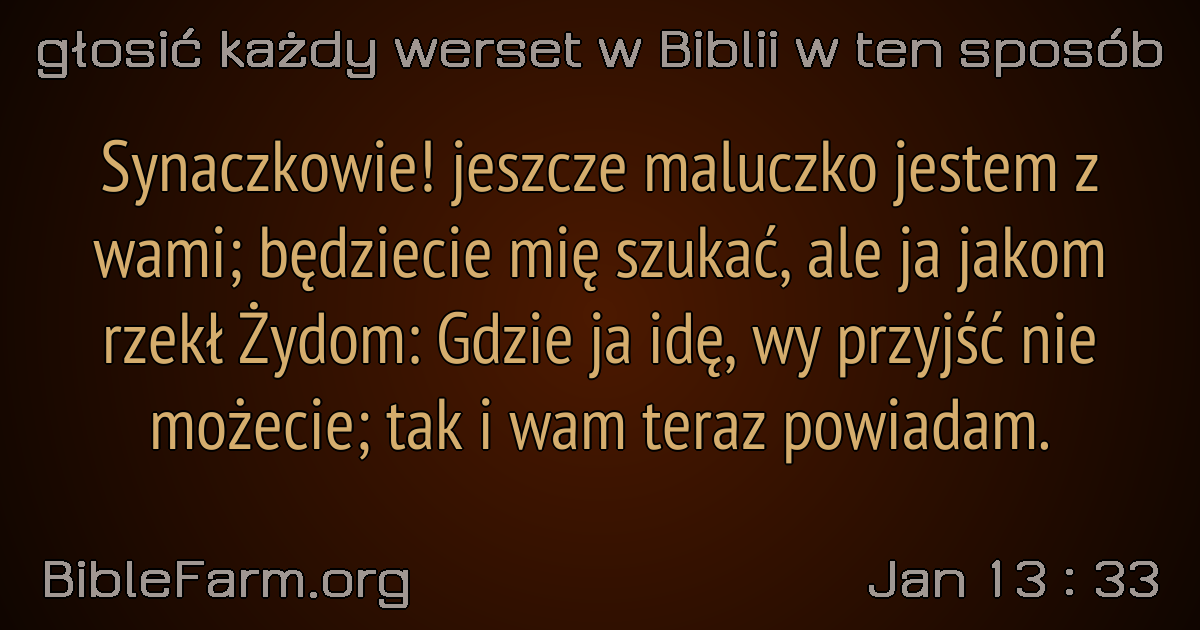 głosić każdy werset w Biblii w ten sposób
Synaczkowie! jeszcze maluczko jestem z
wami; będziecie mię szukać, ale ja jakom
rzekł Żydom: Gdzie ja idę, wy przyjść nie
możecie; tak i wam teraz powiadam.
BibleFarm.org
Jan 13 : 33